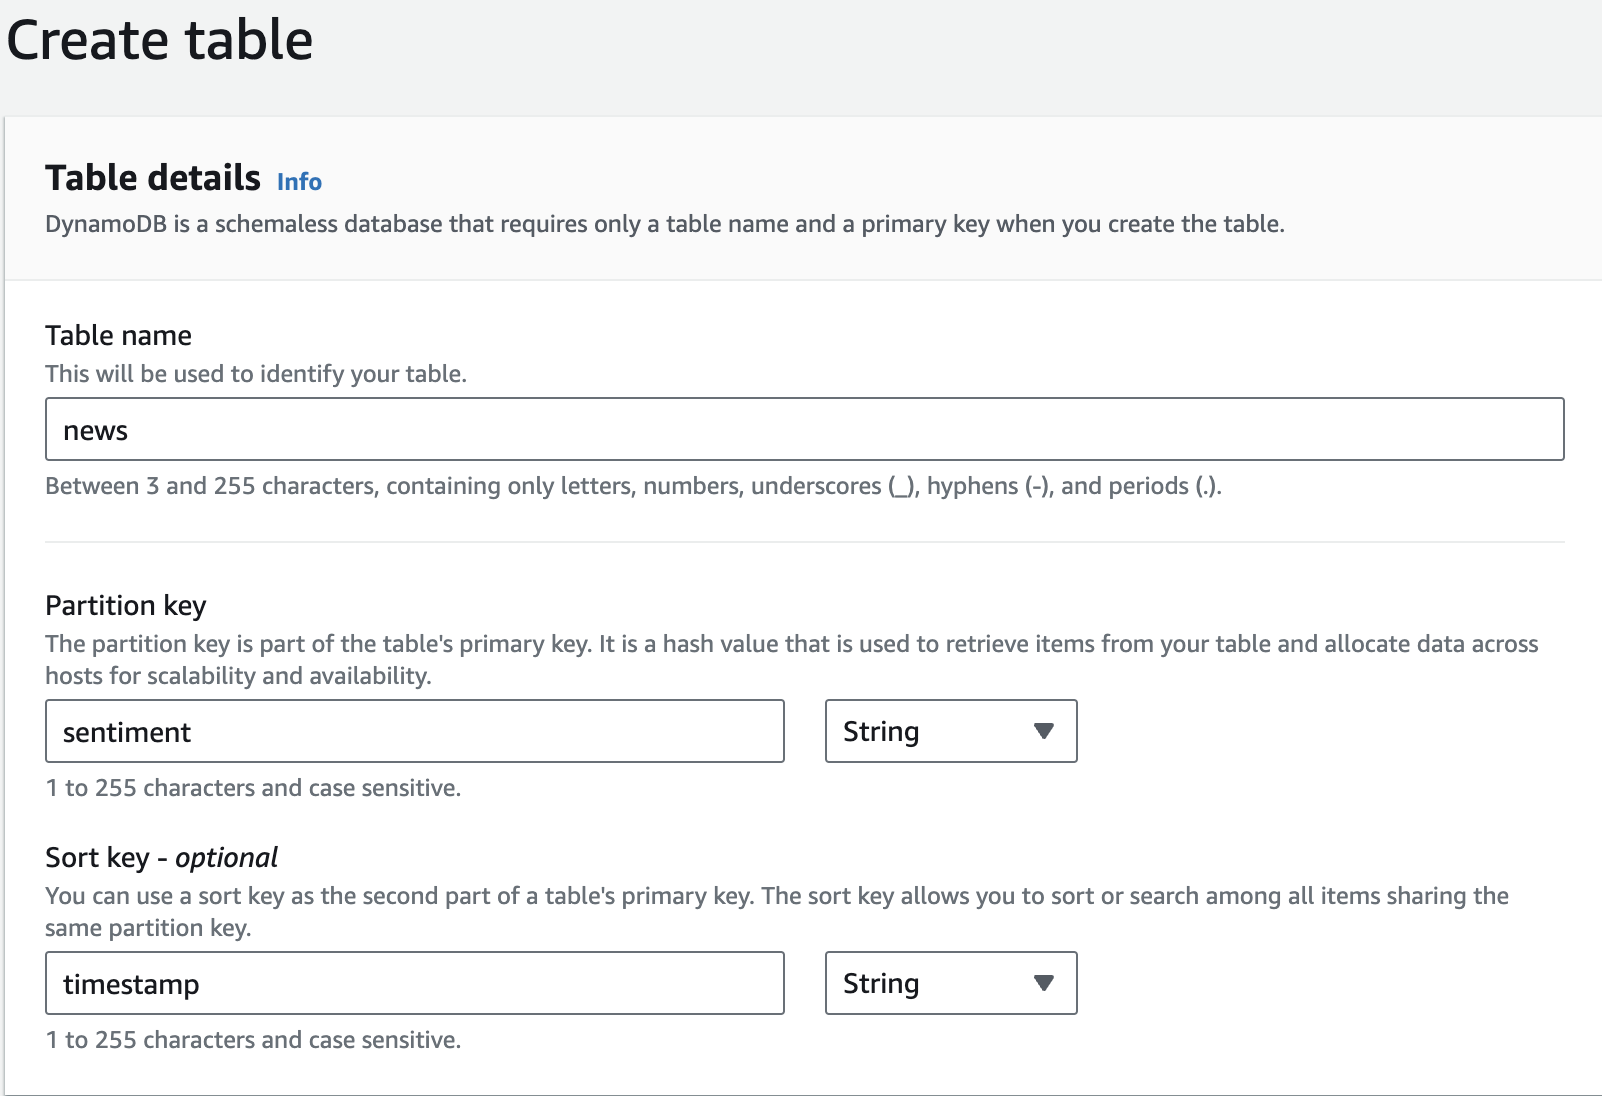 Create table
Table details Info
DynamoDB is a schemaless database that requires only a table name and a primary key when you create the table.
Table name
This will be used to identify your table.
news
Between 3 and 255 characters, containing only letters, numbers, underscores (_), hyphens (-), and periods (.).
Partition key
The partition key is part of the table's primary key. It is a hash value that is used to retrieve items from your table and allocate data across
hosts for scalability and availability.
sentiment String
1 to 255 characters and case sensitive.
Sort key - optional
You can use a sort key as the second part of a table's primary key. The sort key allows you to sort or search among all items sharing the
same partition key.
timestamp String
1 to 255 characters and case sensitive.